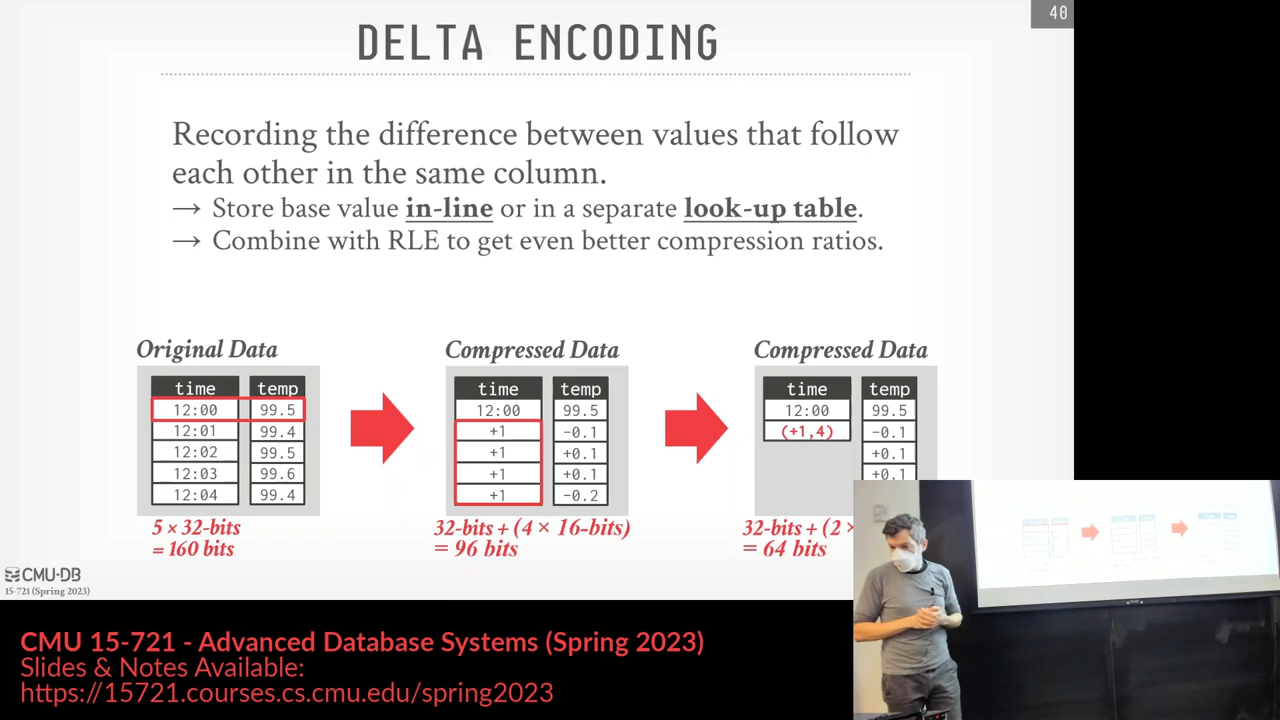 40
DELTA ENCODING
Recording the difference between values that follow
each other in the same column.
→ Store base value in-line or in a separate look-up table.
→ Combine with RLE to get even better compression ratios.
Original Data
time temp
12:00 99.5
12:01 99.4
12:02 99.5
12:03 99.6
12:04 99.4
5 × 32-bits
= 160 bits
Compressed Data
time temp
12:00 99.5
+1 -0.1
+1 +0.1
+1 +0.1
+1 -0.2
32-bits + (4 × 16-bits)
= 96 bits
Compressed Data
time temp
12:00 99.5
(+1,4) -0.1
+0.1
+0.1
32-bits + (2 ×
= 64 bits
CMU·DB
15-721 (Spring 2023)
CMU 15-721 - Advanced Database Systems (Spring 2023)
Slides & Notes Available:
https://15721.courses.cs.cmu.edu/spring2023